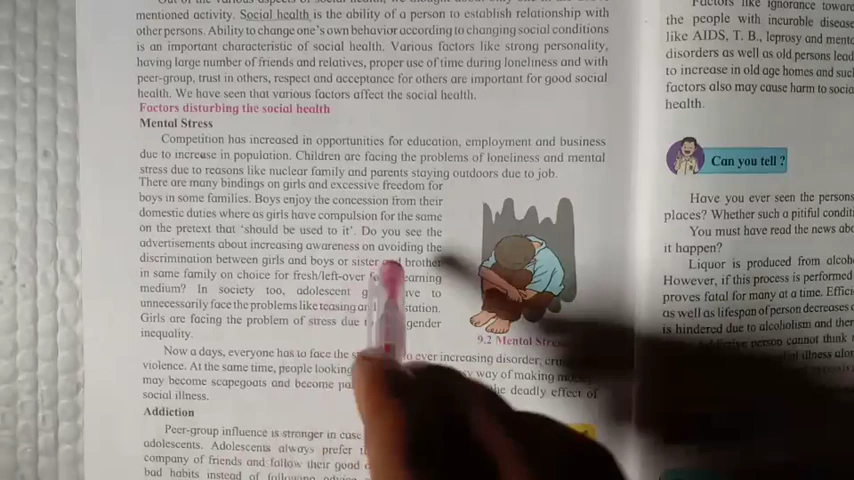 mentioned activity. Social health is the ability of a person to establish relationship with
other persons. Ability to change one's own behavior according to changing social conditions
is an important characteristic of social health. Various factors like strong personality,
having large number of friends and relatives, proper use of time during loneliness and with
peer-group, trust in others, respect and acceptance for others are important for good social
health. We have seen that various factors affect the social health.
Factors disturbing the social health
Mental Stress
Competition has increased in opportunities for education, employment and business
due to increase in population. Children are facing the problems of loneliness and mental
stress due to reasons like nuclear family and parents staying outdoors due to job.
There are many bindings on girls and excessive freedom for
boys in some families. Boys enjoy the concession from their
domestic duties where as girls have compulsion for the same
on the pretext that 'should be used to it'. Do you see the
advertisements about increasing awareness on avoiding the
discrimination between girls and boys or sister and brother
in same family on choice for fresh/left-over
medium? In society too, adolescent
unnecessarily face the problems like teasing
Girls are facing the problem of stress due gender
inequality.
9.2 Mental Stress
Now a days, everyone has to face the ever increasing disorder,
violence. At the same time, people looking way of making
may become scapegoats and become the deadly effect of
social illness.
Addiction
Peer-group influence is stronger in case
adolescents. Adolescents always prefer
company of friends and follow their good
bad habits instead of following
Factors like ignorance toward
the people with incurable disease
like AIDS, T. B., leprosy and
disorders as well as old persons lead
to increase in old age homes and such
factors also may cause harm to
health.
Can you tell ?
Have you ever seen the persons
places? Whether such a pitiful
You must have read the news
it happen?
Liquor is produced from
However, if this process is performed
proves fatal for many at a time.
as well as lifespan of person decreases
is hindered due to alcoholism and
person cannot think
illness